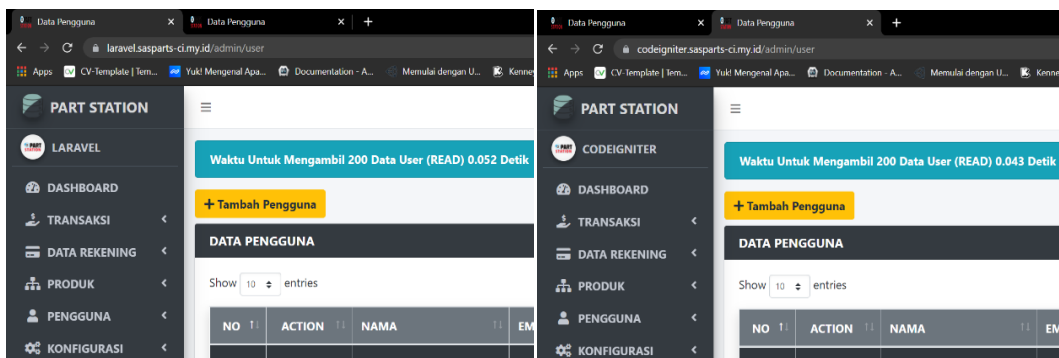 Data Pengguna
Data Pengguna
laravel.sasparts-ci.my.id/admin/user
Apps CV-Template | Tem... Yuk! Mengenal Apa... Documentation - A... Memulai dengan U... Kenne
PART STATION
LARAVEL
Waktu Untuk Mengambil 200 Data User (READ) 0.052 Detik
DASHBOARD
+ Tambah Pengguna
TRANSAKSI
DATA PENGGUNA
DATA REKENING
Show 10 entries
PRODUK
PENGGUNA
NO ACTION NAMA EM
KONFIGURASI
Data Pengguna
Data Pengguna
codeigniter.sasparts-ci.my.id/admin/user
Apps CV-Template | Tem... Yuk! Mengenal Apa... Documentation - A... Memulai dengan U... Kenne
PART STATION
CODEIGNITER
Waktu Untuk Mengambil 200 Data User (READ) 0.043 Detik
DASHBOARD
+ Tambah Pengguna
TRANSAKSI
DATA PENGGUNA
DATA REKENING
Show 10 entries
PRODUK
PENGGUNA
NO ACTION NAMA EM
KONFIGURASI